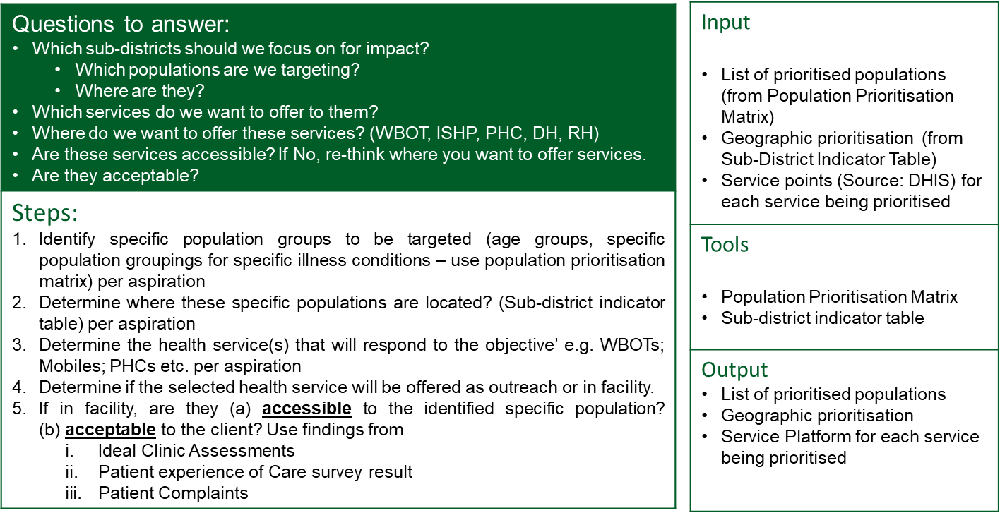 Questions to answer:
• Which sub-districts should we focus on for impact?
• Which populations are we targeting?
• Where are they?
• Which services do we want to offer to them?
• Where do we want to offer these services? (WBOT, ISHP, PHC, DH, RH)
• Are these services accessible? If No, re-think where you want to offer services.
• Are they acceptable?
Steps:
1. Identify specific population groups to be targeted (age groups, specific
population groupings for specific illness conditions – use population prioritisation
matrix) per aspiration
2. Determine where these specific populations are located? (Sub-district indicator
table) per aspiration
3. Determine the health service(s) that will respond to the objective’ e.g. WBOTs;
Mobiles; PHCs etc. per aspiration
4. Determine if the selected health service will be offered as outreach or in facility.
5. If in facility, are they (a) accessible to the identified specific population?
(b) acceptable to the client? Use findings from
i. Ideal Clinic Assessments
ii. Patient experience of Care survey result
iii. Patient Complaints
Input
• List of prioritised populations
(from Population Prioritisation
Matrix)
• Geographic prioritisation (from
Sub-District Indicator Table)
• Service points (Source: DHIS) for
each service being prioritised
Tools
• Population Prioritisation Matrix
• Sub-district indicator table
Output
• List of prioritised populations
• Geographic prioritisation
• Service Platform for each service
being prioritised